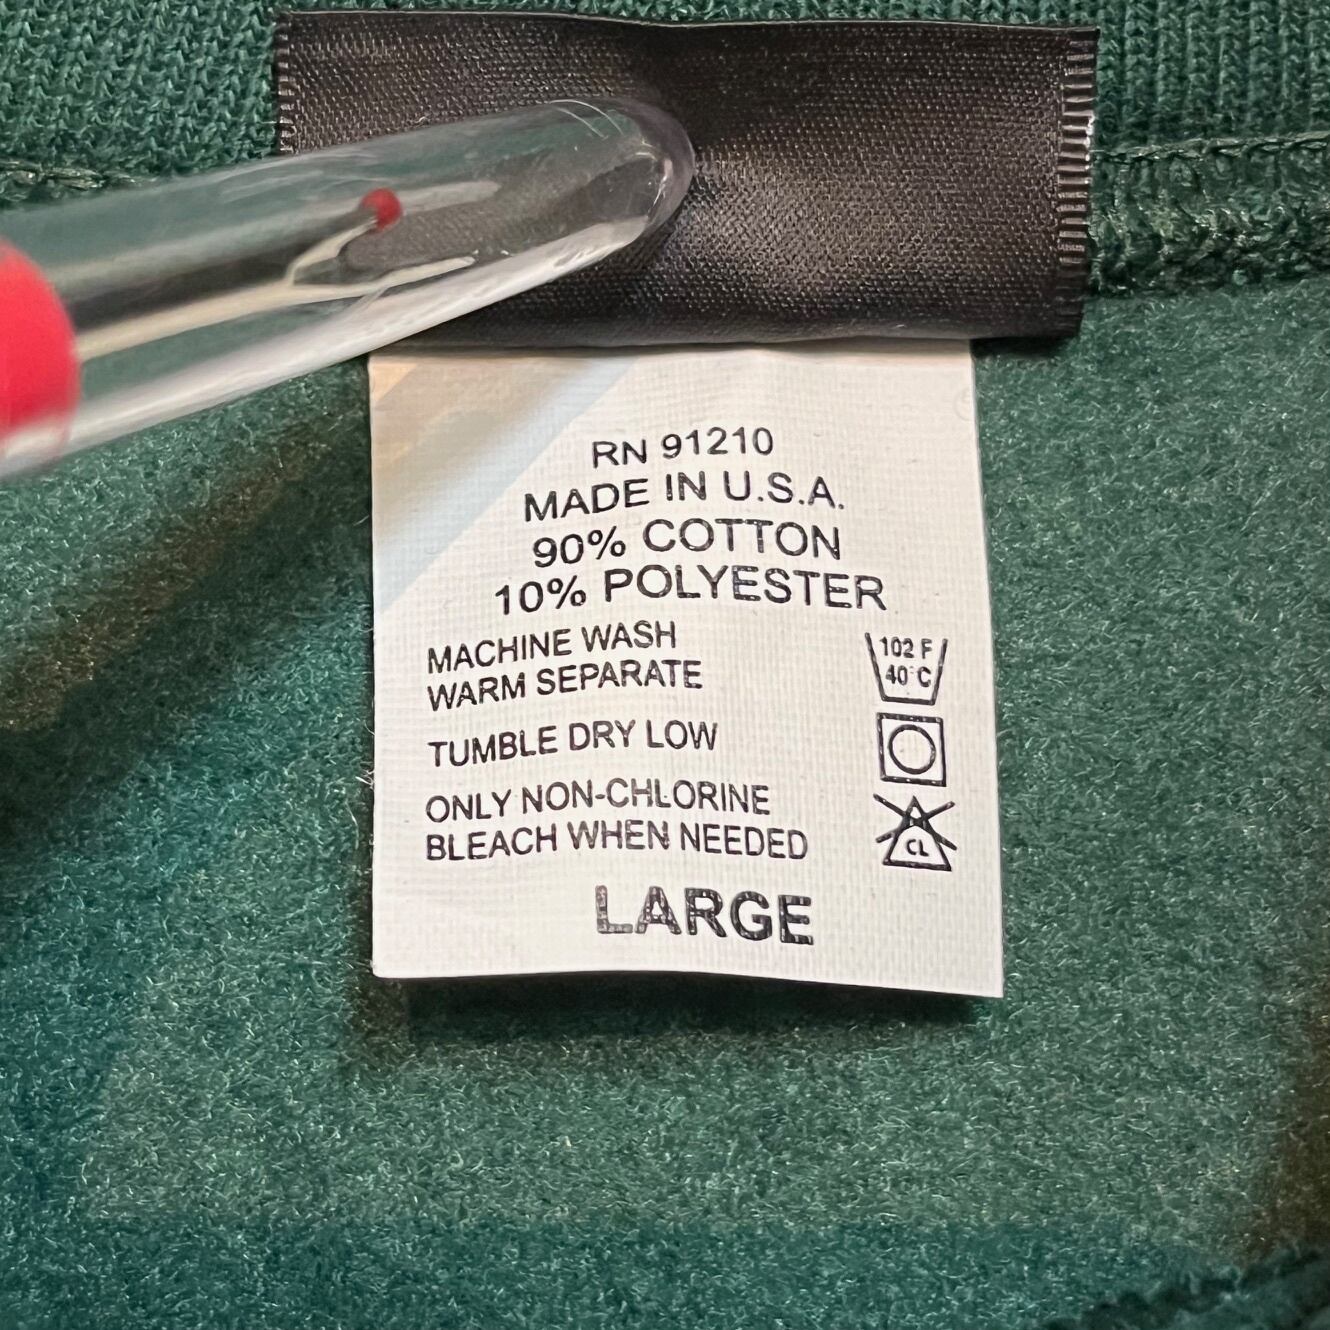 RN 91210
MADE IN U.S.A.
90% COTTON
10% POLYESTER
MACHINE WASH
WARM SEPARATE
102 F
40°C
TUMBLE DRY LOW
ONLY NON-CHLORINE
BLEACH WHEN NEEDED
CL
LARGE